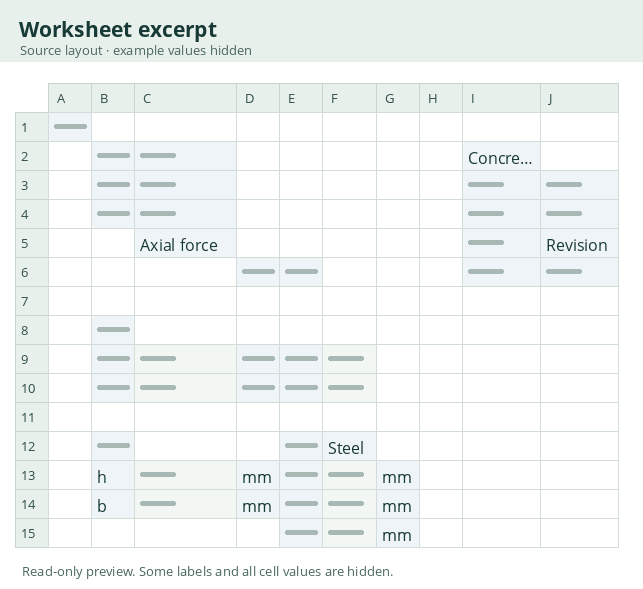 Worksheet excerpt
Source layout · example values hidden
A B C D E F G H I J
1
2 Concre...
3
4
5 Axial force Revision
6
7
8
9
10
11
12 Steel
13 h mm mm
14 b mm mm
15 mm
Read-only preview. Some labels and all cell values are hidden.